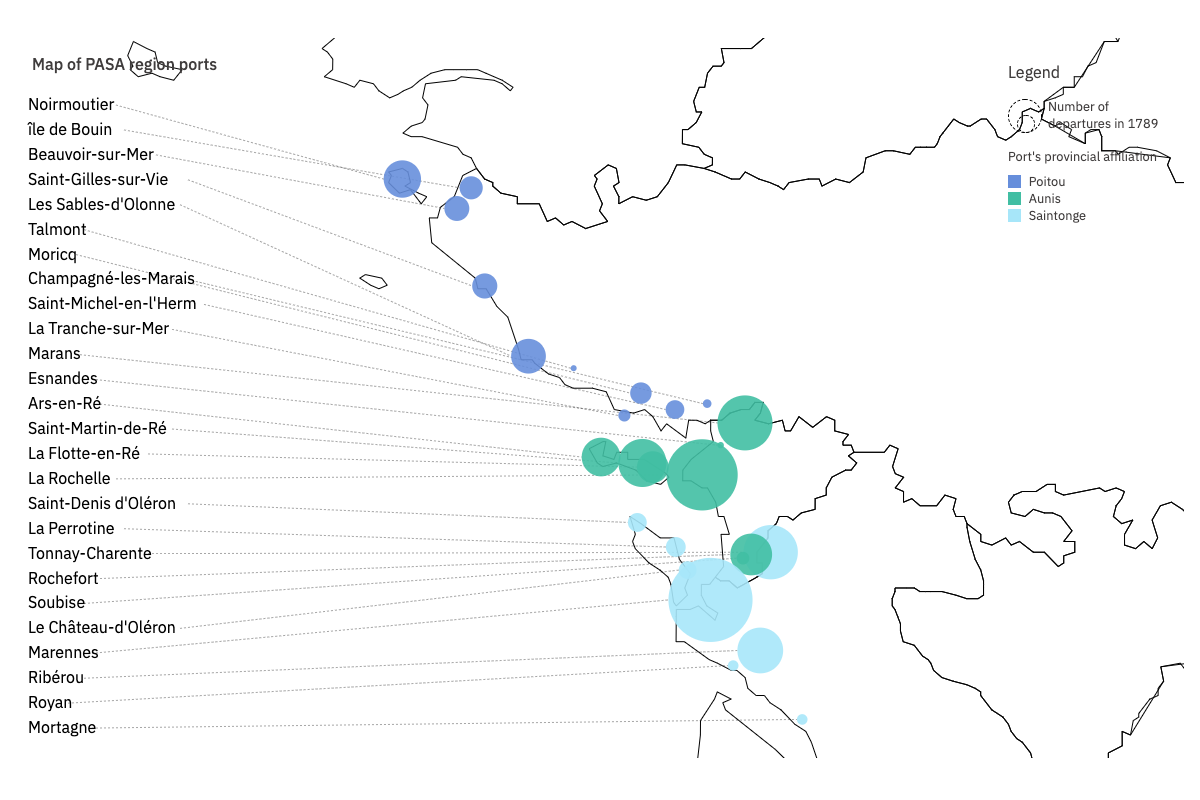 Map of PASA region ports
Noirmoutier
île de Bouin
Beauvoir-sur-Mer
Saint-Gilles-sur-Vie
Les Sables-d'Olonne
Talmont
Moricq
Champagné-les-Marais
Saint-Michel-en-l'Herm
La Tranche-sur-Mer
Marans
Esnandes
Ars-en-Ré
Saint-Martin-de-Ré
La Flotte-en-Ré
La Rochelle
Saint-Denis d'Oléron
La Perrotine
Tonnay-Charente
Rochefort
Soubise
Le Château-d'Oléron
Marennes
Ribérou
Royan
Mortagne
Legend
Number of
departures in 1789
Port's provincial affiliation
Poitou
Aunis
Saintonge